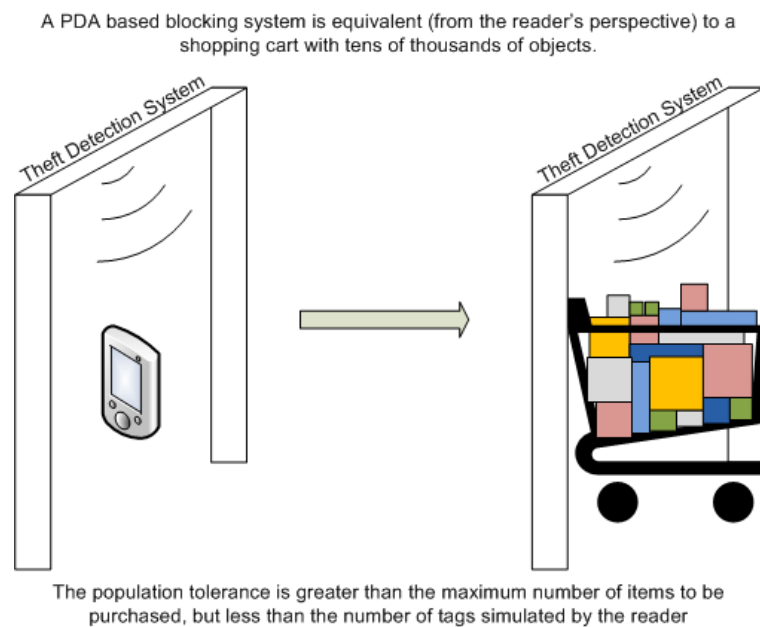 A PDA based blocking system is equivalent (from the reader's perspective) to a
shopping cart with tens of thousands of objects.
Theft Detection System
Theft Detection System
The population tolerance is greater than the maximum number of items to be
purchased, but less than the number of tags simulated by the reader